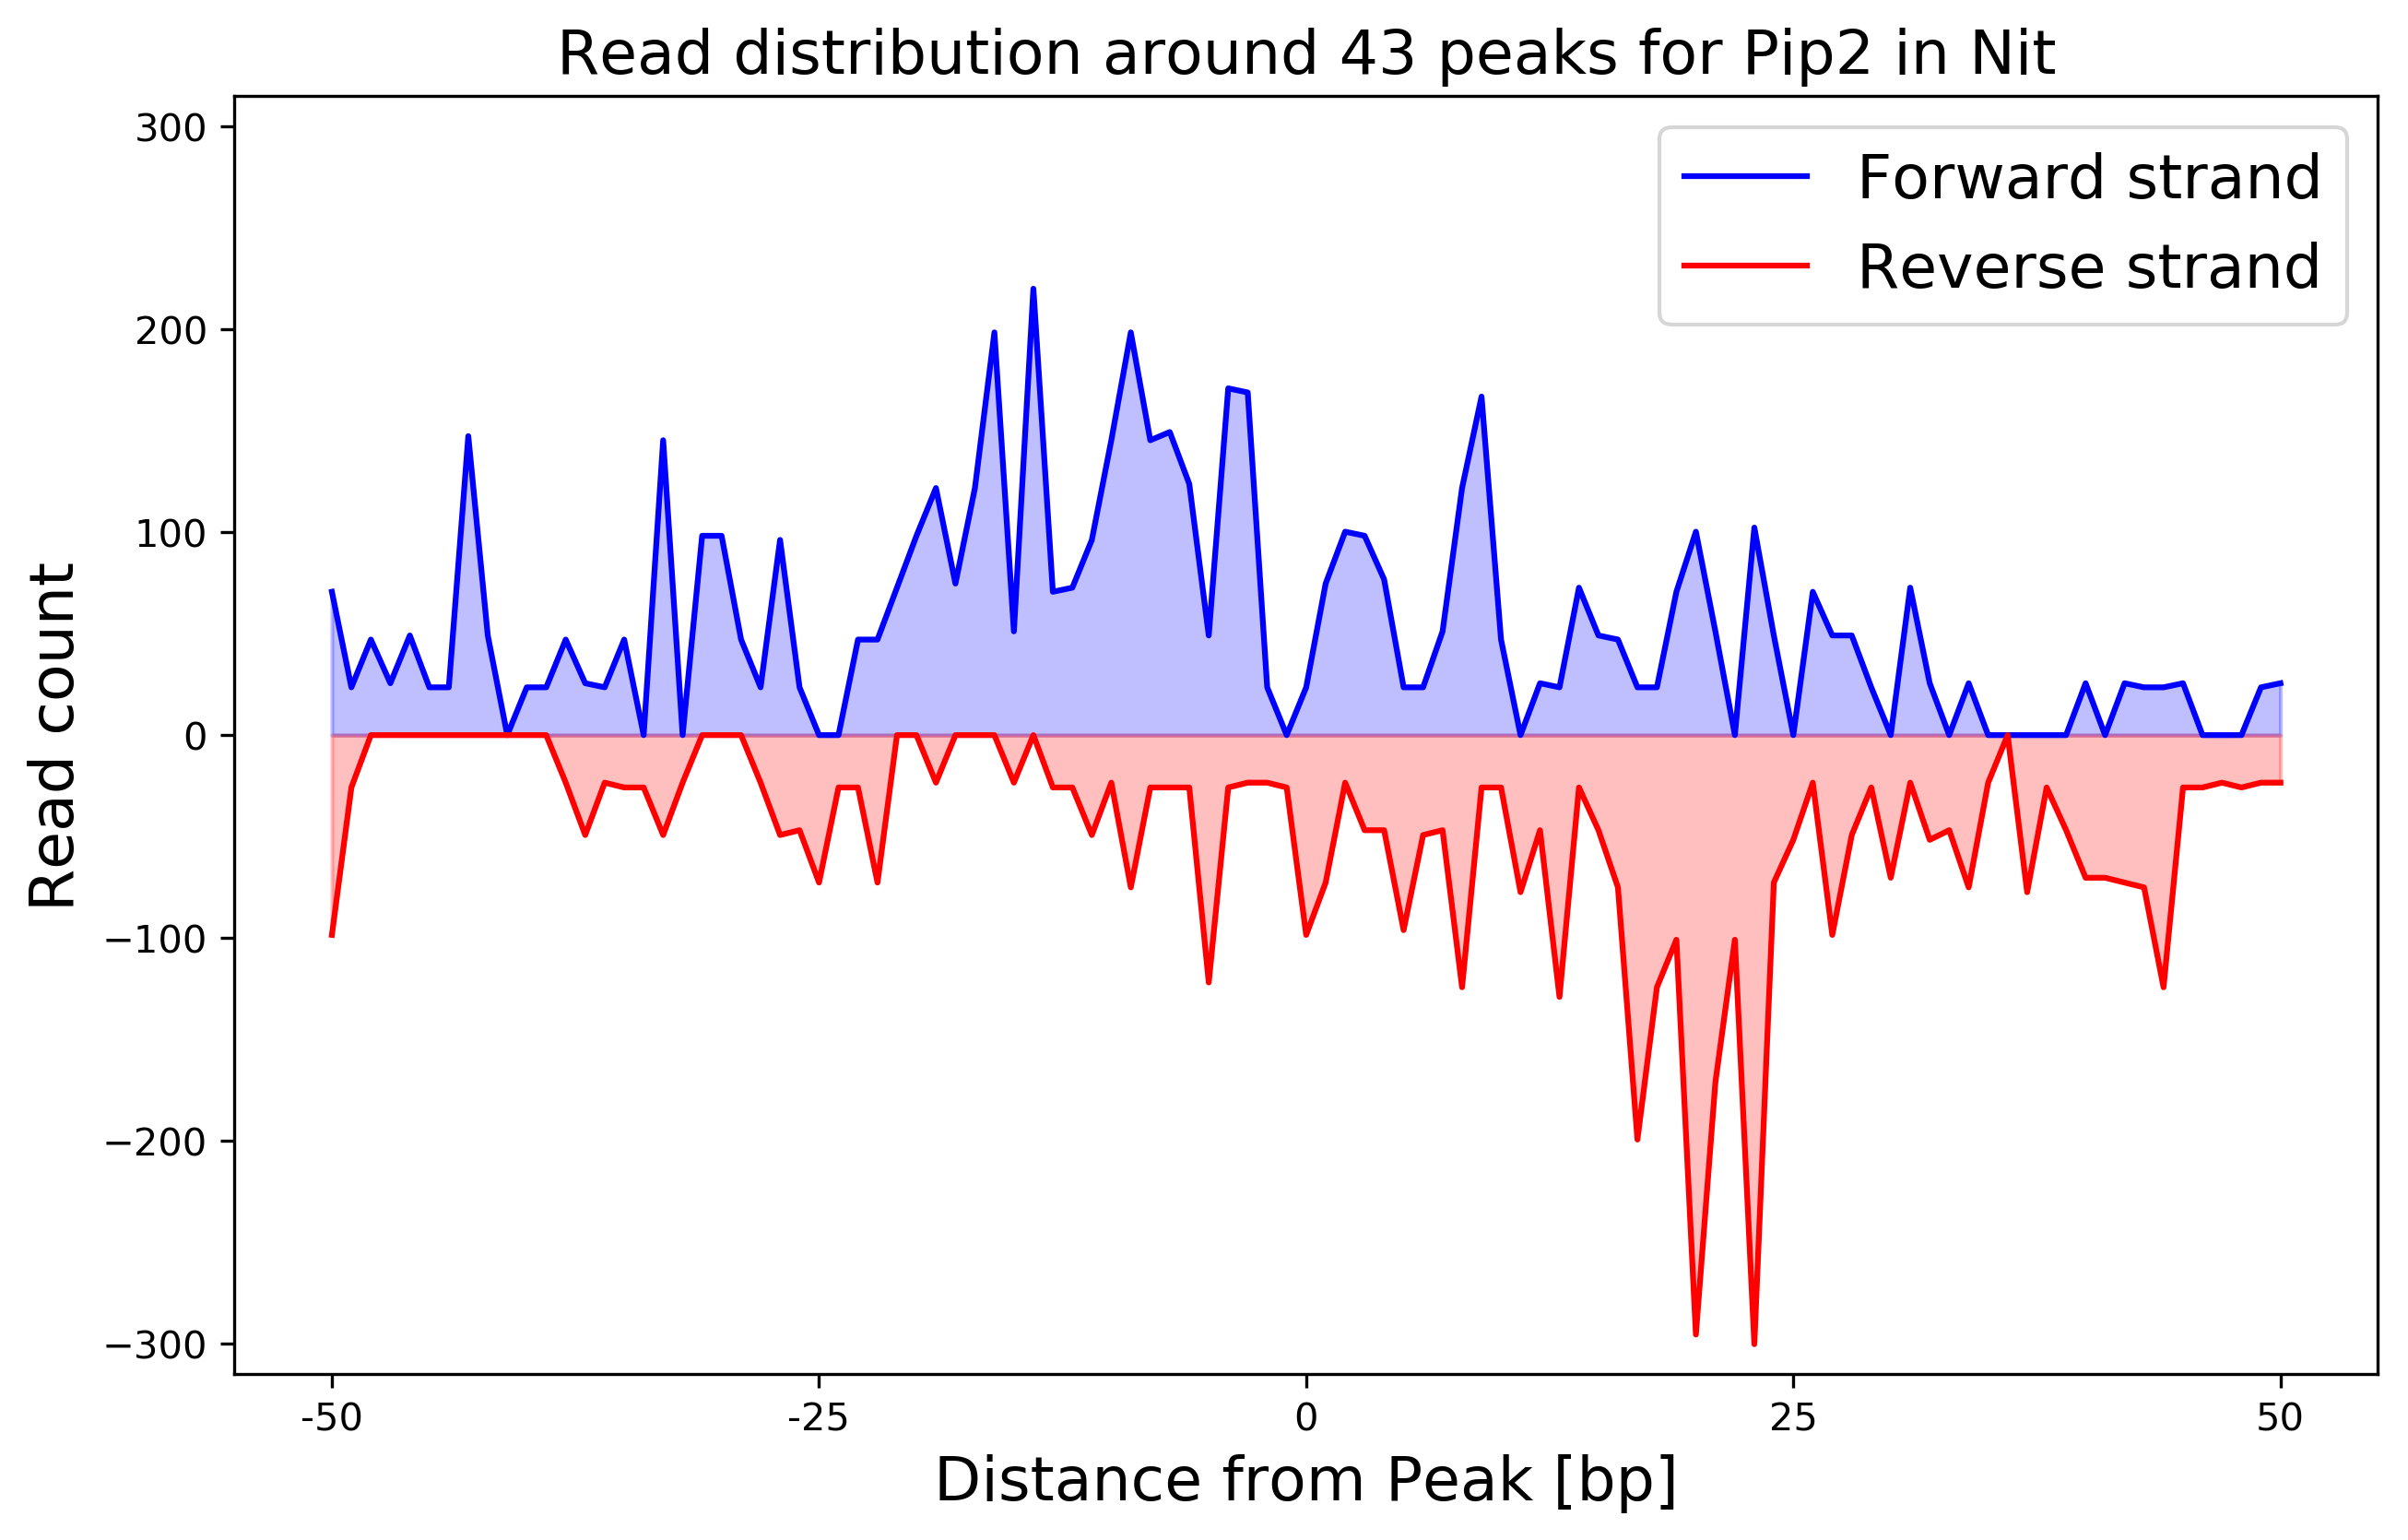 Read distribution around 43 peaks for Pip2 in Nit
Forward strand
Reverse strand
Read count
300
200
100
0
−100
−200
−300
-50
-25
0
25
50
Distance from Peak [bp]